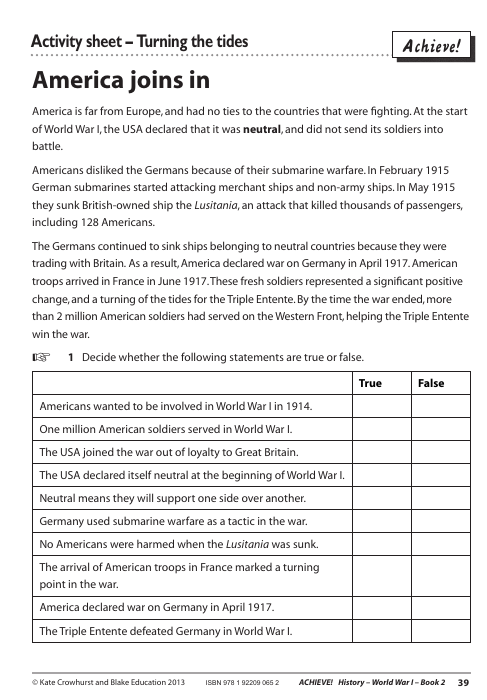 Activity sheet – Turning the tides
Achieve!
America joins in
America is far from Europe, and had no ties to the countries that were fighting. At the start
of World War I, the USA declared that it was neutral, and did not send its soldiers into
battle.
Americans disliked the Germans because of their submarine warfare. In February 1915
German submarines started attacking merchant ships and non-army ships. In May 1915
they sunk British-owned ship the Lusitania, an attack that killed thousands of passengers,
including 128 Americans.
The Germans continued to sink ships belonging to neutral countries because they were
trading with Britain. As a result, America declared war on Germany in April 1917. American
troops arrived in France in June 1917. These fresh soldiers represented a significant positive
change, and a turning of the tides for the Triple Entente. By the time the war ended, more
than 2 million American soldiers had served on the Western Front, helping the Triple Entente
win the war.
☞ 1 Decide whether the following statements are true or false.
True False
Americans wanted to be involved in World War I in 1914.
One million American soldiers served in World War I.
The USA joined the war out of loyalty to Great Britain.
The USA declared itself neutral at the beginning of World War I.
Neutral means they will support one side over another.
Germany used submarine warfare as a tactic in the war.
No Americans were harmed when the Lusitania was sunk.
The arrival of American troops in France marked a turning
point in the war.
America declared war on Germany in April 1917.
The Triple Entente defeated Germany in World War I.
© Kate Crowhurst and Blake Education 2013 ISBN 978 1 92209 065 2 ACHIEVE! History – World War I – Book 2 39